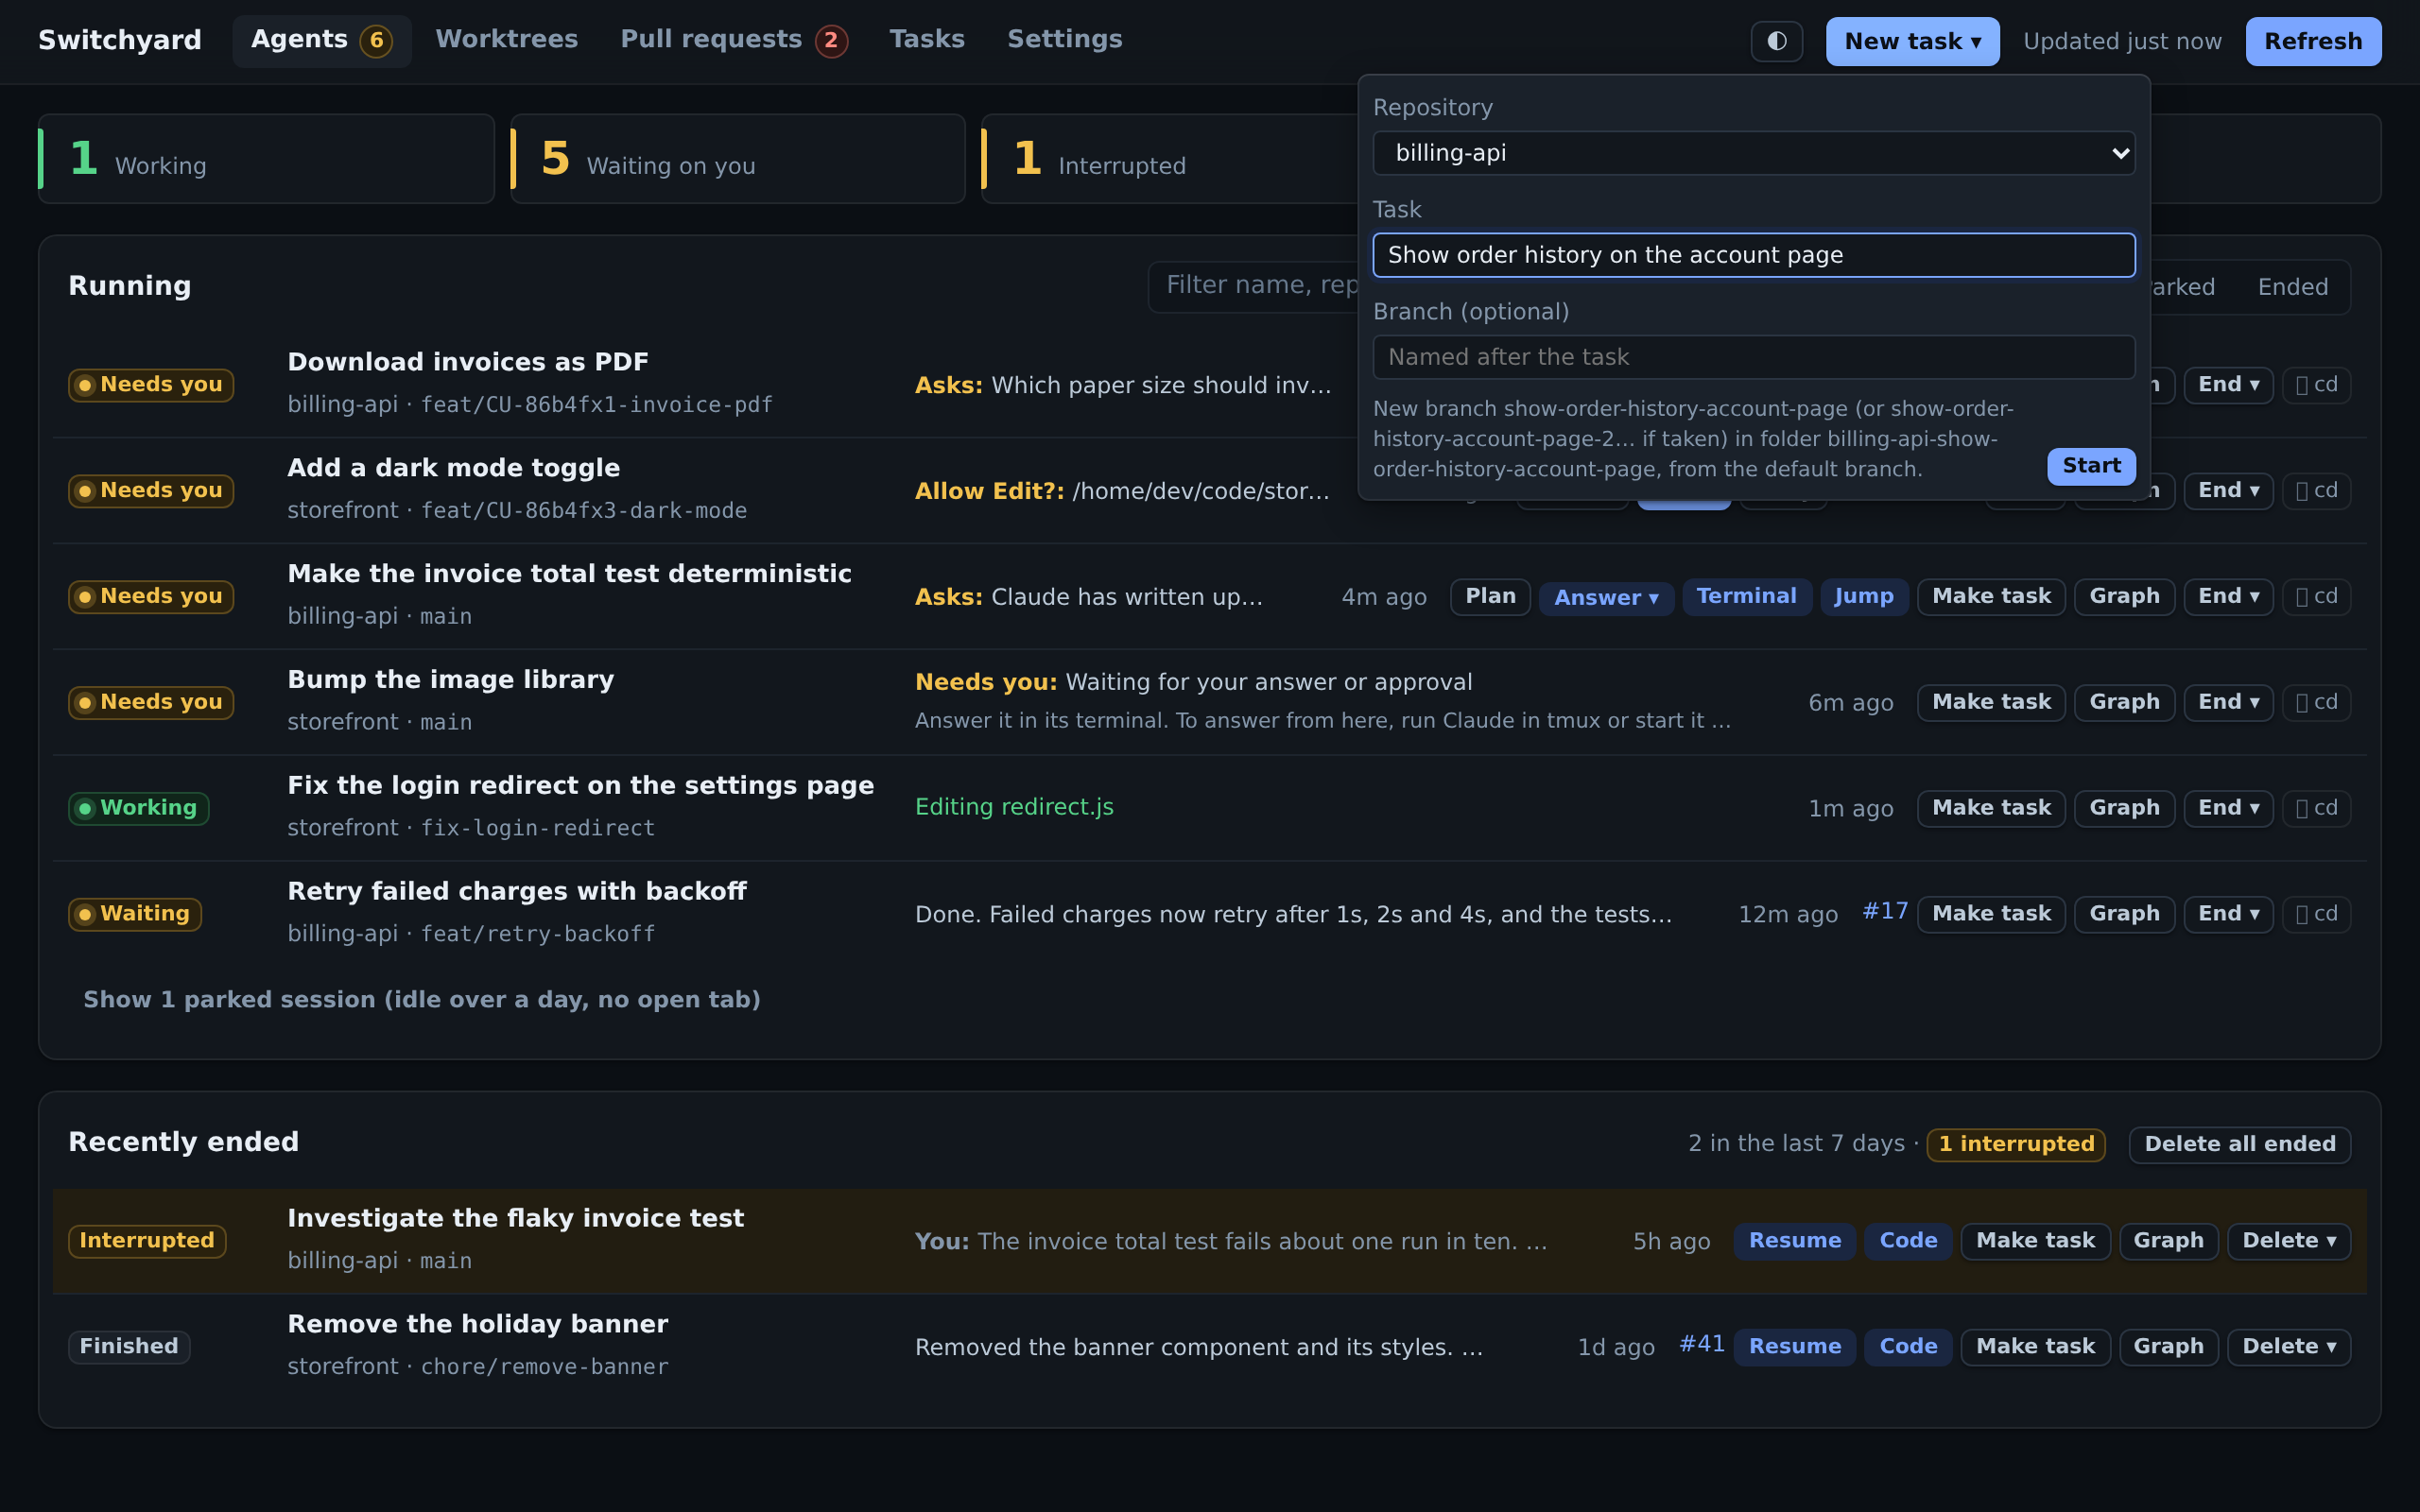 Switchyard Agents 6 Worktrees Pull requests 2 Tasks Settings New task ▾ Updated just now Refresh
1 Working 5 Waiting on you 1 Interrupted
Repository
billing-api
Task
Show order history on the account page
Branch (optional)
Named after the task
New branch show-order-history-account-page (or show-order-
history-account-page-2… if taken) in folder billing-api-show-
order-history-account-page, from the default branch.
Start
Running Filter name, Ended
Needs you Download invoices as PDF Asks: Which paper size should inv… End ▾ cd
billing-api · feat/CU-86b4fx1-invoice-pdf
Needs you Add a dark mode toggle Allow Edit?: /home/dev/code/stor… End ▾ cd
storefront · feat/CU-86b4fx3-dark-mode
Needs you Make the invoice total test deterministic Asks: Claude has written up… 4m ago Plan Answer ▾ Terminal Jump Make task Graph End ▾ cd
billing-api · main
Needs you Bump the image library Needs you: Waiting for your answer or approval 6m ago Make task Graph End ▾ cd
storefront · main Answer it in its terminal. To answer from here, run Claude in tmux or start it …
Working Fix the login redirect on the settings page Editing redirect.js 1m ago Make task Graph End ▾ cd
storefront · fix-login-redirect
Waiting Retry failed charges with backoff Done. Failed charges now retry after 1s, 2s and 4s, and the tests… 12m ago #17 Make task Graph End ▾ cd
billing-api · feat/retry-backoff
Show 1 parked session (idle over a day, no open tab)
Recently ended 2 in the last 7 days · 1 interrupted Delete all ended
Interrupted Investigate the flaky invoice test You: The invoice total test fails about one run in ten. … 5h ago Resume Code Make task Graph Delete ▾
billing-api · main
Finished Remove the holiday banner Removed the banner component and its styles. … 1d ago #41 Resume Code Make task Graph Delete ▾
storefront · chore/remove-banner